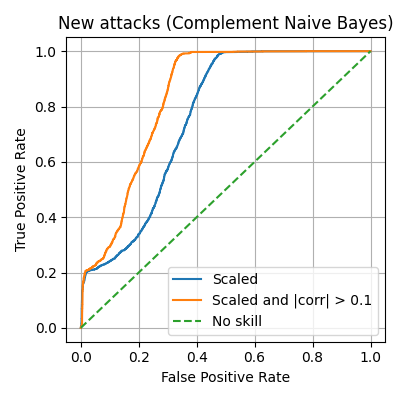 New attacks (Complement Naive Bayes)
True Positive Rate
1.0
0.8
0.6
0.4
0.2
0.0
Scaled
Scaled and |corr| > 0.1
No skill
0.0 0.2 0.4 0.6 0.8 1.0
False Positive Rate